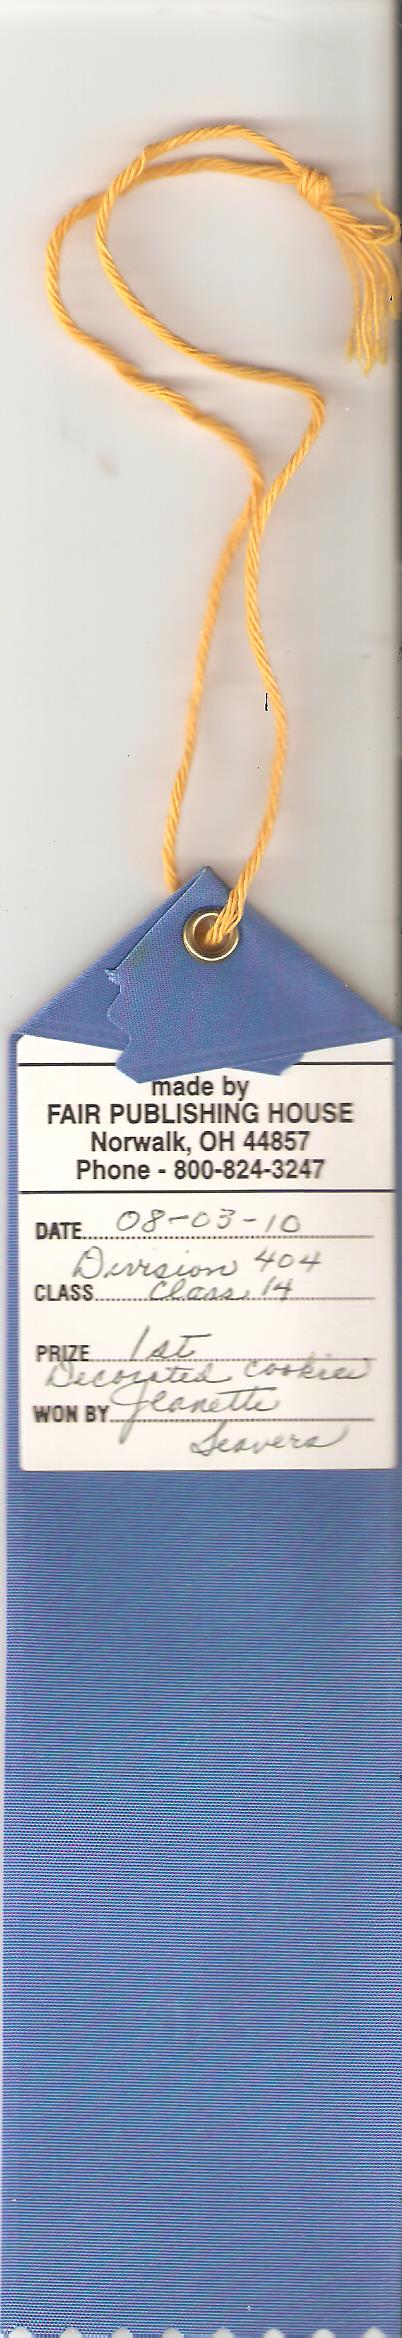 made by
FAIR PUBLISHING HOUSE
Norwalk, OH 44857
Phone - 800-824-3247
DATE 08-03-10
Division 404
CLASS Class 14
PRIZE 1st
Decorated Cookies
WON BY Jeanette
Seavers